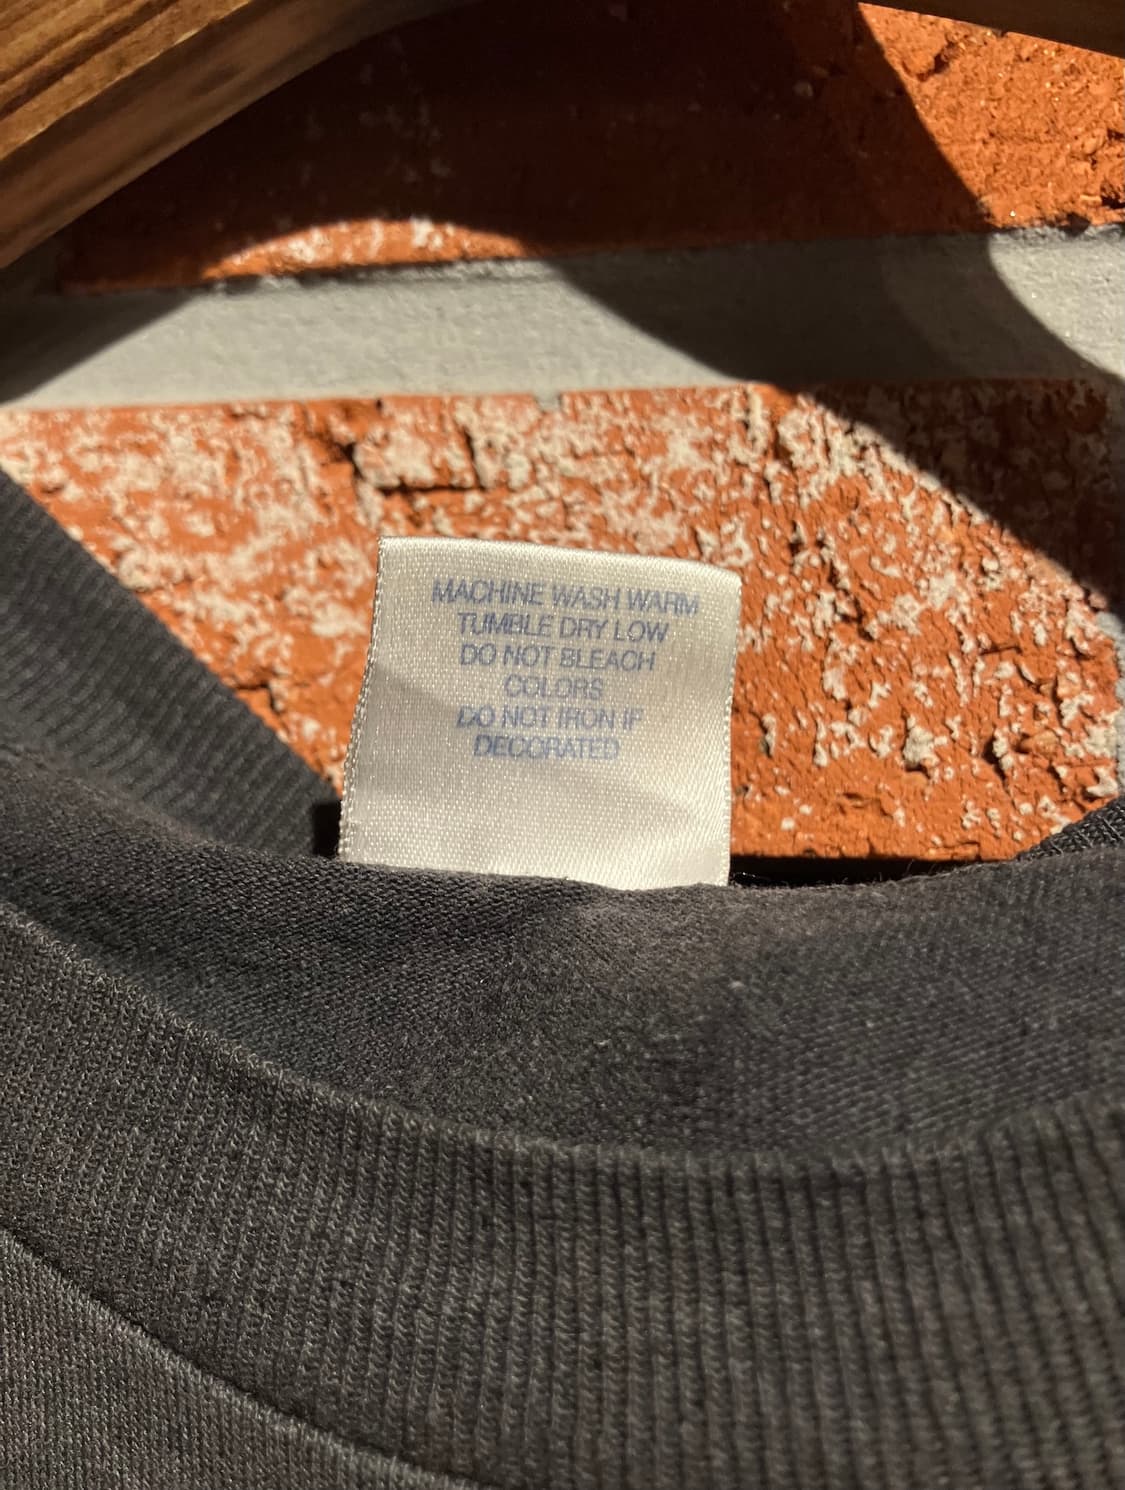 MACHINE WASH WARM
TUMBLE DRY LOW
DO NOT BLEACH
COLORS
DO NOT IRON IF
DECORATED